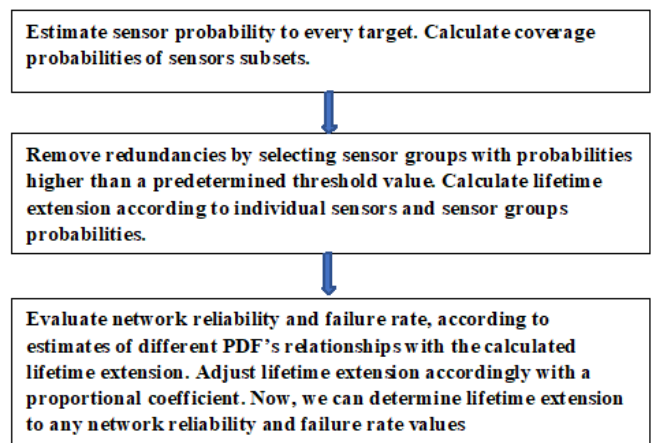 Estimate sensor probability to every target. Calculate coverage
probabilities of sensors subsets.
Remove redundancies by selecting sensor groups with probabilities
higher than a predetermined threshold value. Calculate lifetime
extension according to individual sensors and sensor groups
probabilities.
Evaluate network reliability and failure rate, according to
estimates of different PDF's relationships with the calculated
lifetime extension. Adjust lifetime extension accordingly with a
proportional coefficient. Now, we can determine lifetime extension
to any network reliability and failure rate values